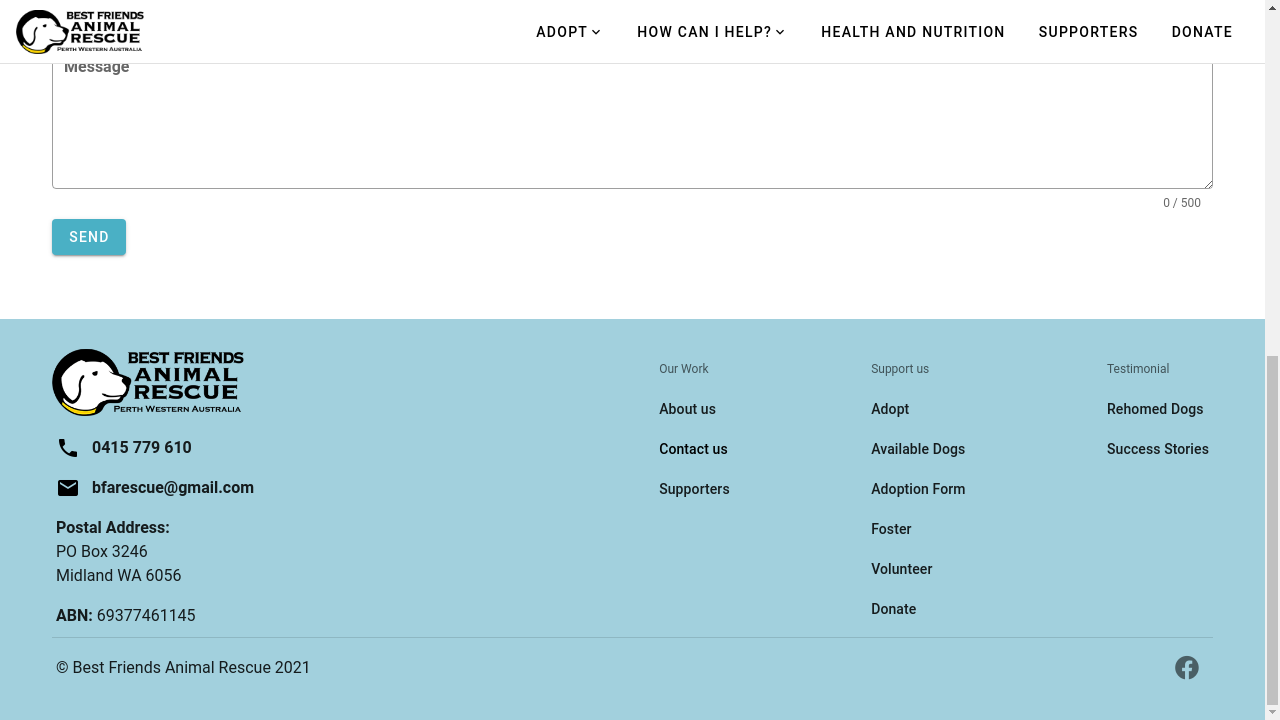 BEST FRIENDS
ANIMAL
RESCUE
PERTH WESTERN AUSTRALIA
ADOPT
HOW CAN I HELP?
HEALTH AND NUTRITION
SUPPORTERS
DONATE
Message
0 / 500
SEND
BEST FRIENDS
ANIMAL
RESCUE
PERTH WESTERN AUSTRALIA
0415 779 610
bfarescue@gmail.com
Postal Address:
PO Box 3246
Midland WA 6056
ABN: 69377461145
Our Work
About us
Contact us
Supporters
Support us
Adopt
Available Dogs
Adoption Form
Foster
Volunteer
Donate
Testimonial
Rehomed Dogs
Success Stories
© Best Friends Animal Rescue 2021